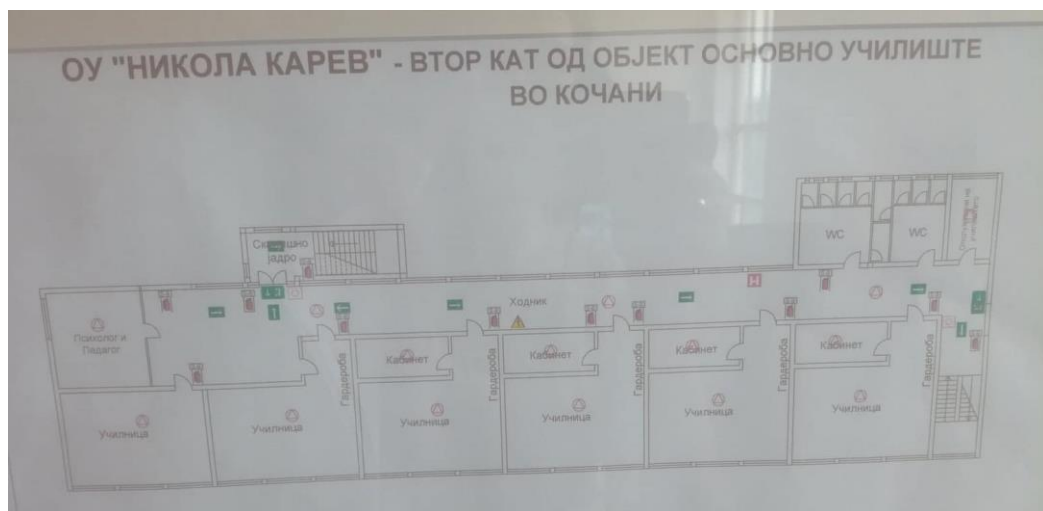 ОУ "НИКОЛА КАРЕВ" - ВТОР КАТ ОД ОБЈЕКТ ОСНОВНО УЧИЛИШТЕ
ВО КОЧАНИ
WC
WC
јадро
Ходник
Психолог и
Педагог
Гардероба
Кабинет
Гардероба
Кабинет
Гардероба
Кабинет
Гардероба
Кабинет
Гардероба
Училница
Училница
Училница
Училница
Училница
Училница